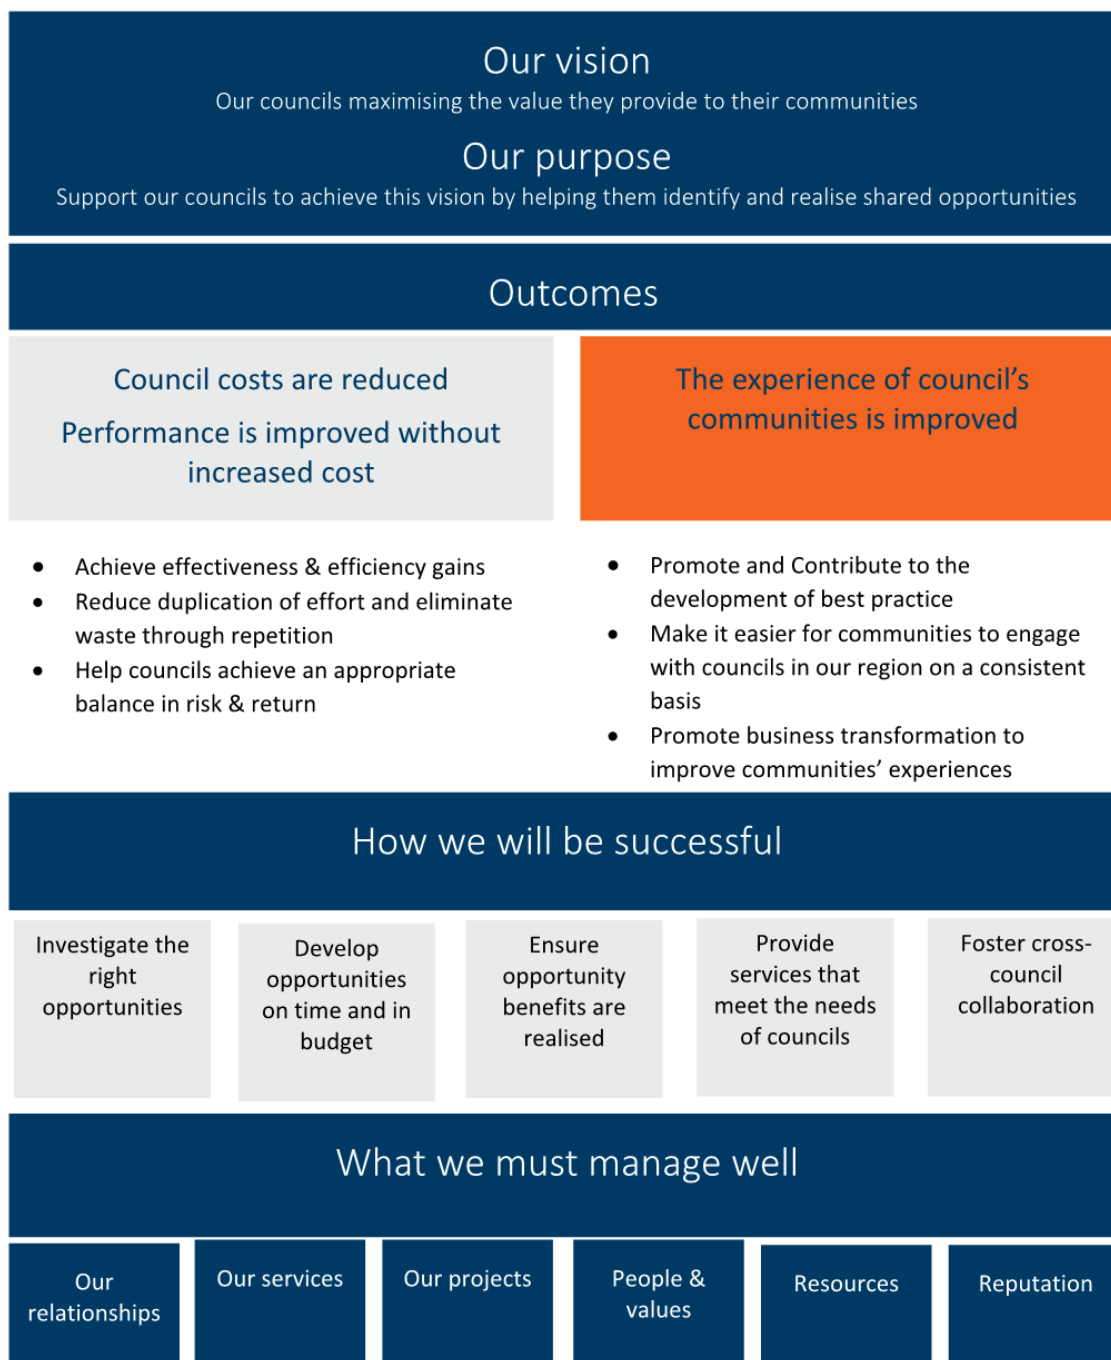 Our vision
Our councils maximising the value they provide to their communities
Our purpose
Support our councils to achieve this vision by helping them identify and realise shared opportunities
Outcomes
Council costs are reduced
Performance is improved without
increased cost
The experience of council’s
communities is improved
• Achieve effectiveness & efficiency gains
• Reduce duplication of effort and eliminate
waste through repetition
• Help councils achieve an appropriate
balance in risk & return
• Promote and Contribute to the
development of best practice
• Make it easier for communities to engage
with councils in our region on a consistent
basis
• Promote business transformation to
improve communities’ experiences
How we will be successful
Investigate the
right
opportunities
Develop
opportunities
on time and in
budget
Ensure
opportunity
benefits are
realised
Provide
services that
meet the needs
of councils
Foster cross-
council
collaboration
What we must manage well
Our
relationships
Our services
Our projects
People &
values
Resources
Reputation